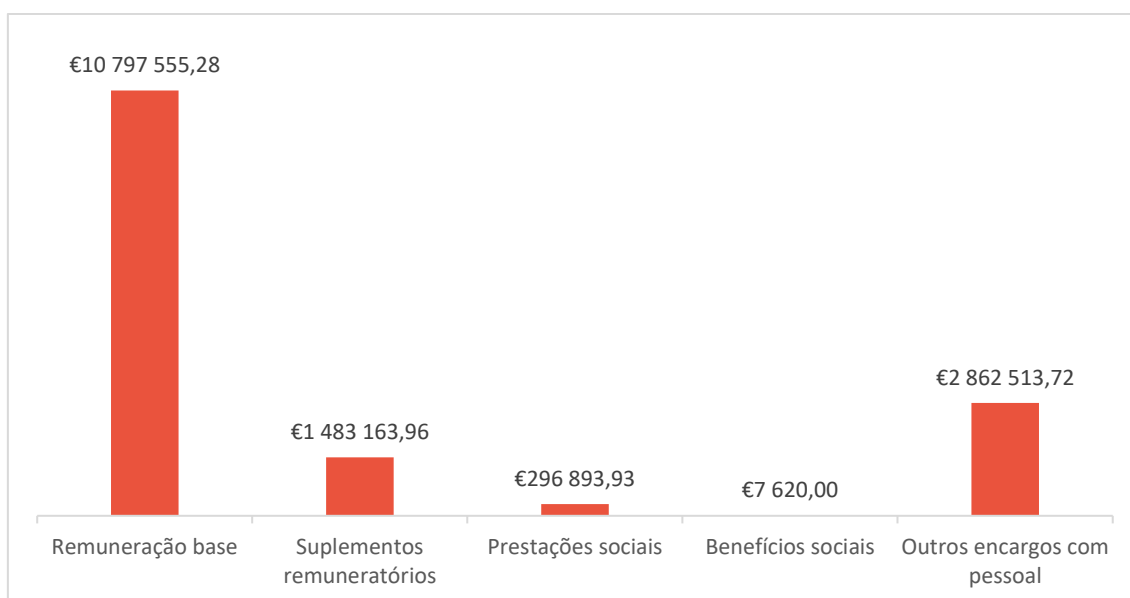 €10 797 555,28
€1 483 163,96
€296 893,93
€7 620,00
€2 862 513,72
Remuneração base
Suplementos
remuneratórios
Prestações sociais
Benefícios sociais
Outros encargos com
pessoal